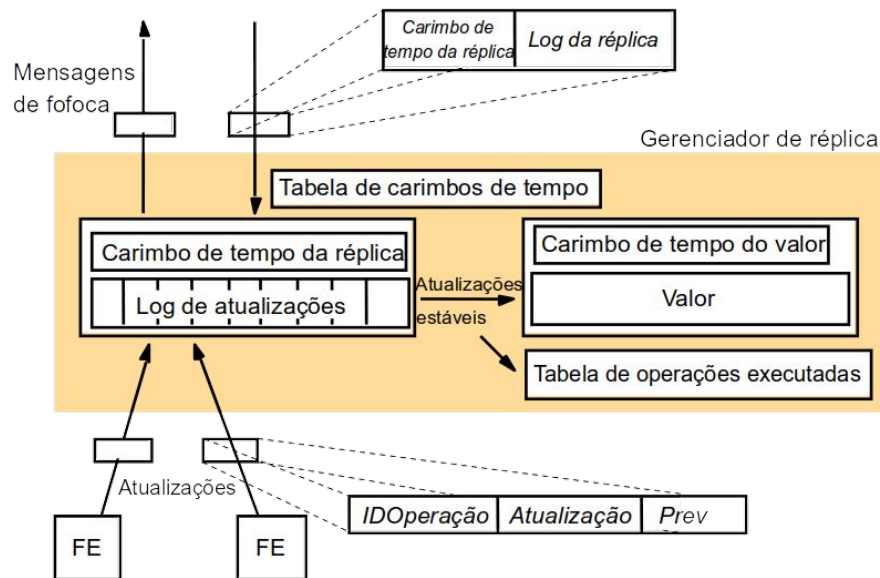 Carimbo de
tempo da réplica
Log da réplica
Mensagens
de fofoca
Gerenciador de réplica
Tabela de carimbos de tempo
Carimbo de tempo da réplica
Log de atualizações
Atualizações
estáveis
Carimbo de tempo do valor
Valor
Tabela de operações executadas
Atualizações
IDOperação Atualização Prev
FE FE